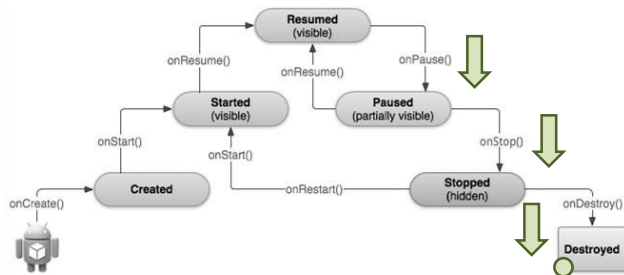 Resumed
(visible)
onResume()
onResume()
onPause()
Started
(visible)
Paused
(partially visible)
onStart()
onStart()
onStop()
Created
onRestart()
Stopped
(hidden)
onCreate()
onDestroy()
Destroyed